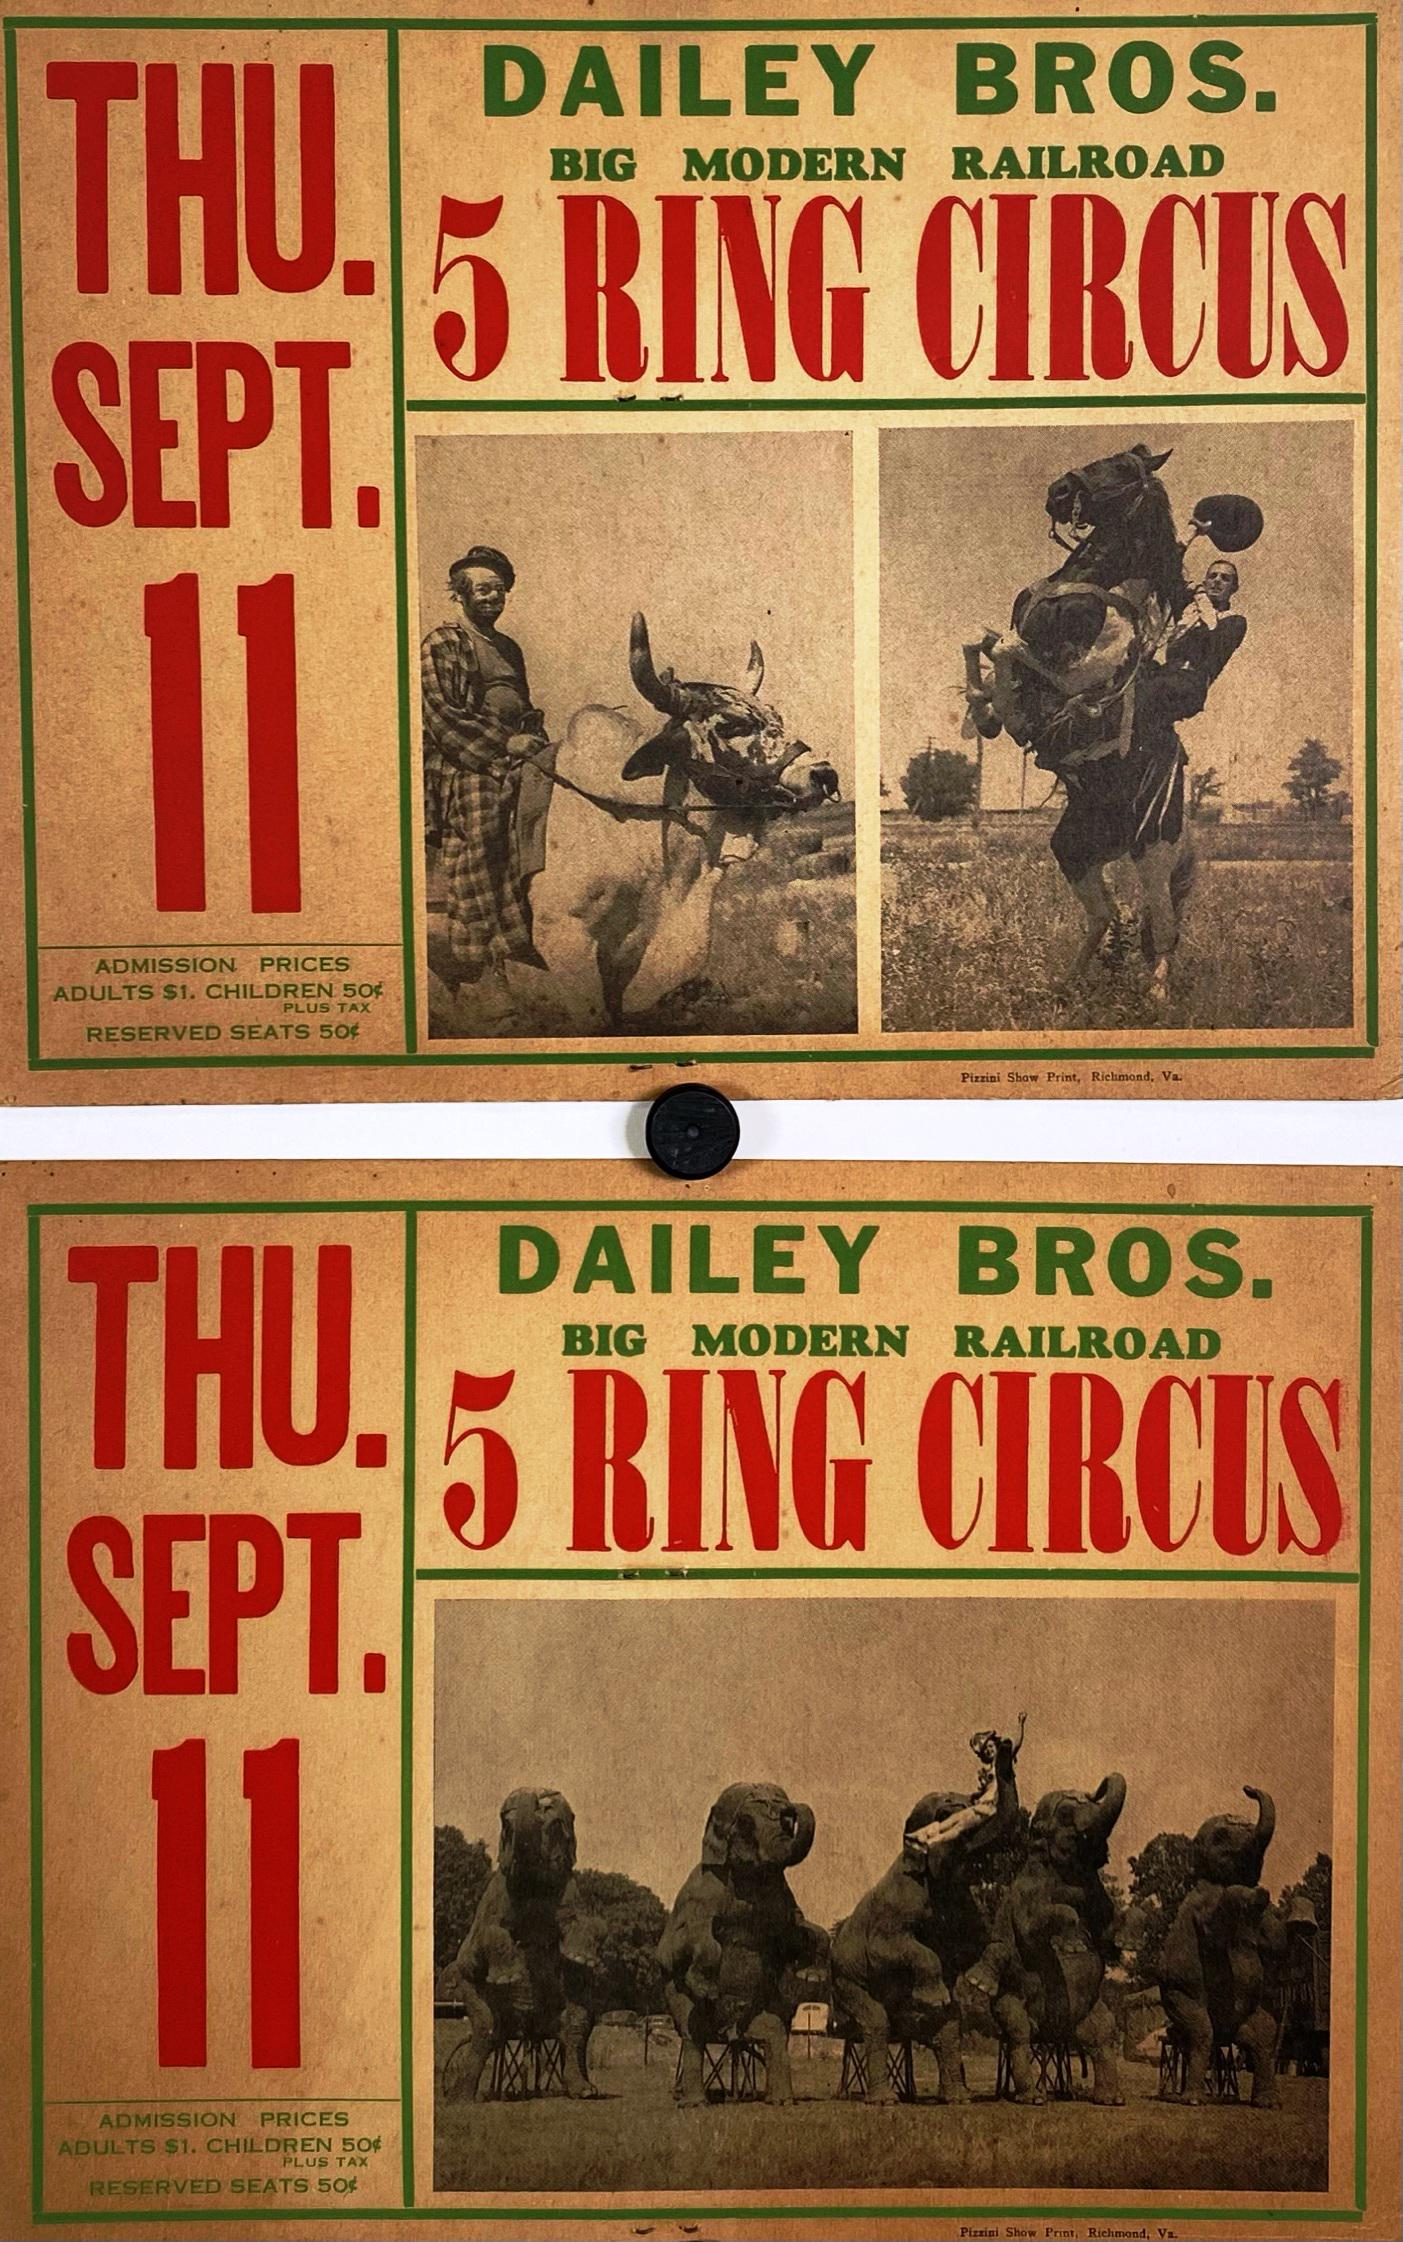 THU.
SEPT.
11
ADMISSION PRICES
ADULTS $1. CHILDREN 50¢
PLUS TAX
RESERVED SEATS 50¢
DAILEY BROS.
BIG MODERN RAILROAD
5 RING CIRCUS
Pizzini Show Print, Richmond, Va.
THU.
SEPT.
11
ADMISSION PRICES
ADULTS $1. CHILDREN 50¢
PLUS TAX
RESERVED SEATS 50¢
DAILEY BROS.
BIG MODERN RAILROAD
5 RING CIRCUS
Pizzini Show Print, Richmond, Va.